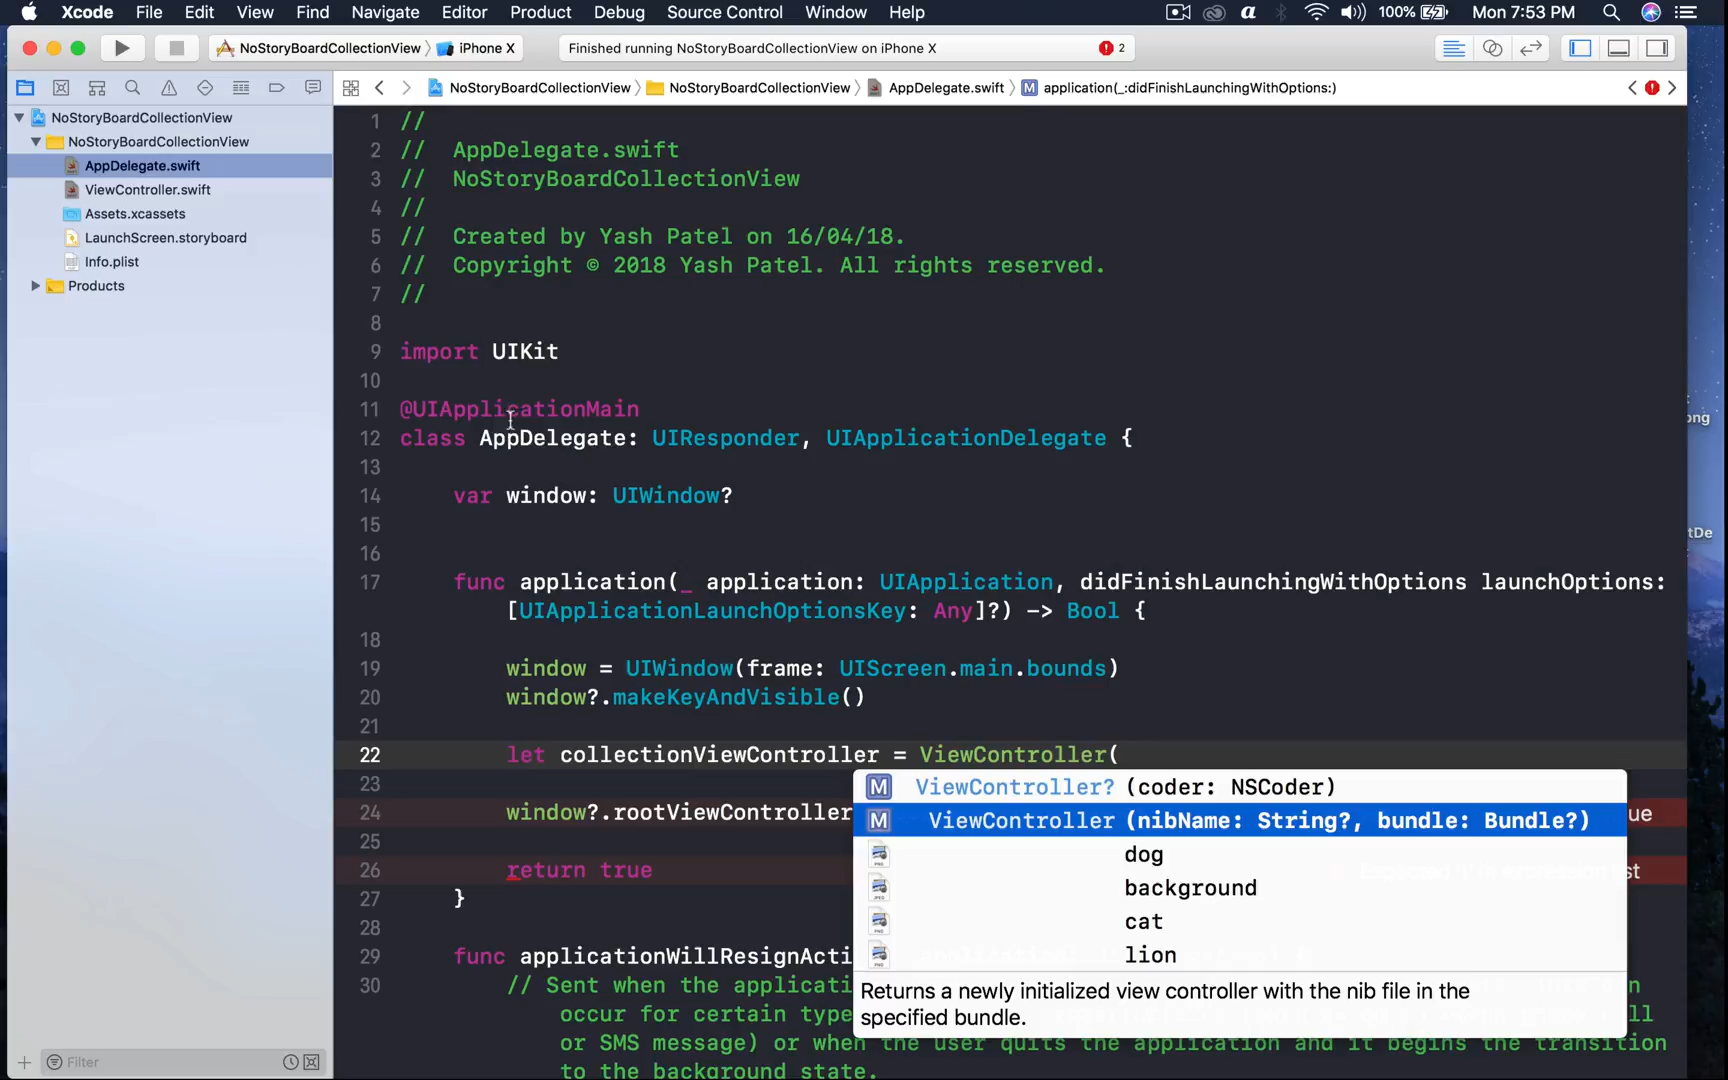 Xcode File Edit View Find Navigate Editor Product Debug Source Control Window Help 100% Mon 7:53 PM
NoStoryBoardCollectionView iPhone X Finished running NoStoryBoardCollectionView on iPhone X 2
NoStoryBoardCollectionView NoStoryBoardCollectionView AppDelegate.swift M application(_:didFinishLaunchingWithOptions:)
NoStoryBoardCollectionView
NoStoryBoardCollectionView
AppDelegate.swift
ViewController.swift
Assets.xcassets
LaunchScreen.storyboard
Info.plist
Products
Filter
1 //
2 // AppDelegate.swift
3 // NoStoryBoardCollectionView
4 //
5 // Created by Yash Patel on 16/04/18.
6 // Copyright © 2018 Yash Patel. All rights reserved.
7 //
8
9 import UIKit
10
11 @UIApplicationMain
12 class AppDelegate: UIResponder, UIApplicationDelegate {
13
14 var window: UIWindow?
15
16
17 func application(_ application: UIApplication, didFinishLaunchingWithOptions launchOptions:
[UIApplicationLaunchOptionsKey: Any]?) -> Bool {
18
19 window = UIWindow(frame: UIScreen.main.bounds)
20 window?.makeKeyAndVisible()
21
22 let collectionViewController = ViewController(
23
24 window?.rootViewController
25
26 return true
27 }
28
29 func applicationWillResignActi
30 // Sent when the applicati
occur for certain type
or SMS message) or when the user quits the application and it begins the transition
to the background state.
M ViewController? (coder: NSCoder)
M ViewController (nibName: String?, bundle: Bundle?)
dog
background
cat
lion
Returns a newly initialized view controller with the nib file in the
specified bundle.
ong
tDe